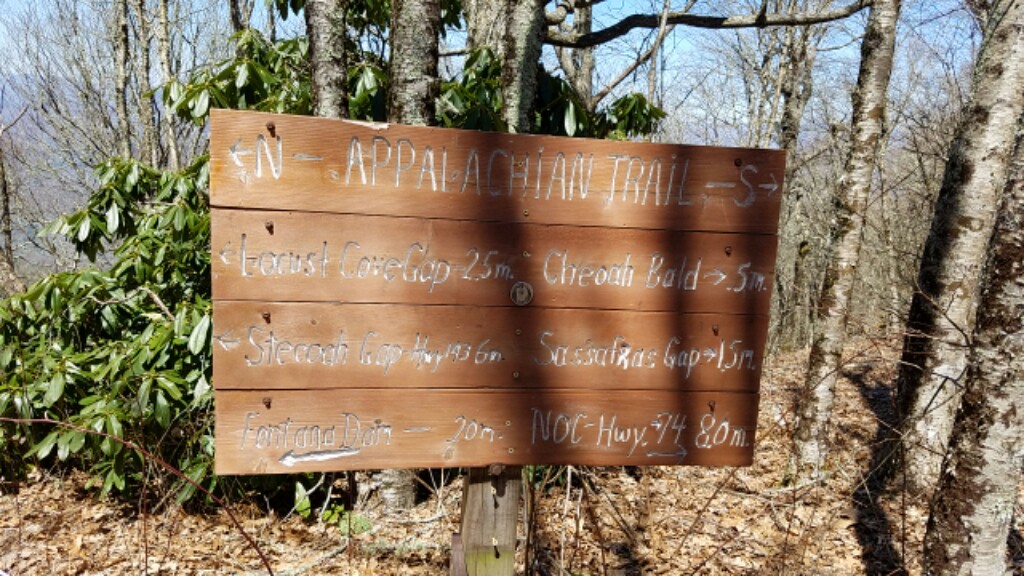 ← N - APPALACHIAN TRAIL - S →
← Locust Cove Gap - 2.5m. Cheoah Bald → .5m.
← Stecoah Gap - Hwy 143 6m. Sassafras Gap → 1.5m.
Fontana Dam - 20m. NOC - Hwy. 74 8.0m.